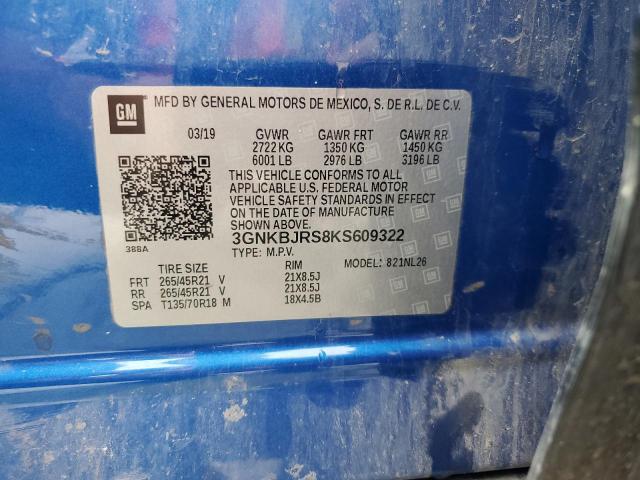 GM MFD BY GENERAL MOTORS DE MEXICO, S. DE R.L. DE C.V.
03/19 GVWR GAWR FRT GAWR RR
2722 KG 1350 KG 1450 KG
6001 LB 2976 LB 3196 LB
THIS VEHICLE CONFORMS TO ALL
APPLICABLE U.S. FEDERAL MOTOR
VEHICLE SAFETY STANDARDS IN EFFECT
ON THE DATE OF MANUFACTURE
SHOWN ABOVE.
3GNKBJRS8KS609322
388A
TYPE: M.P.V. MODEL: 821NL26
TIRE SIZE RIM
FRT 265/45R21 V 21X8.5J
RR 265/45R21 V 21X8.5J
SPA T135/70R18 M 18X4.5B